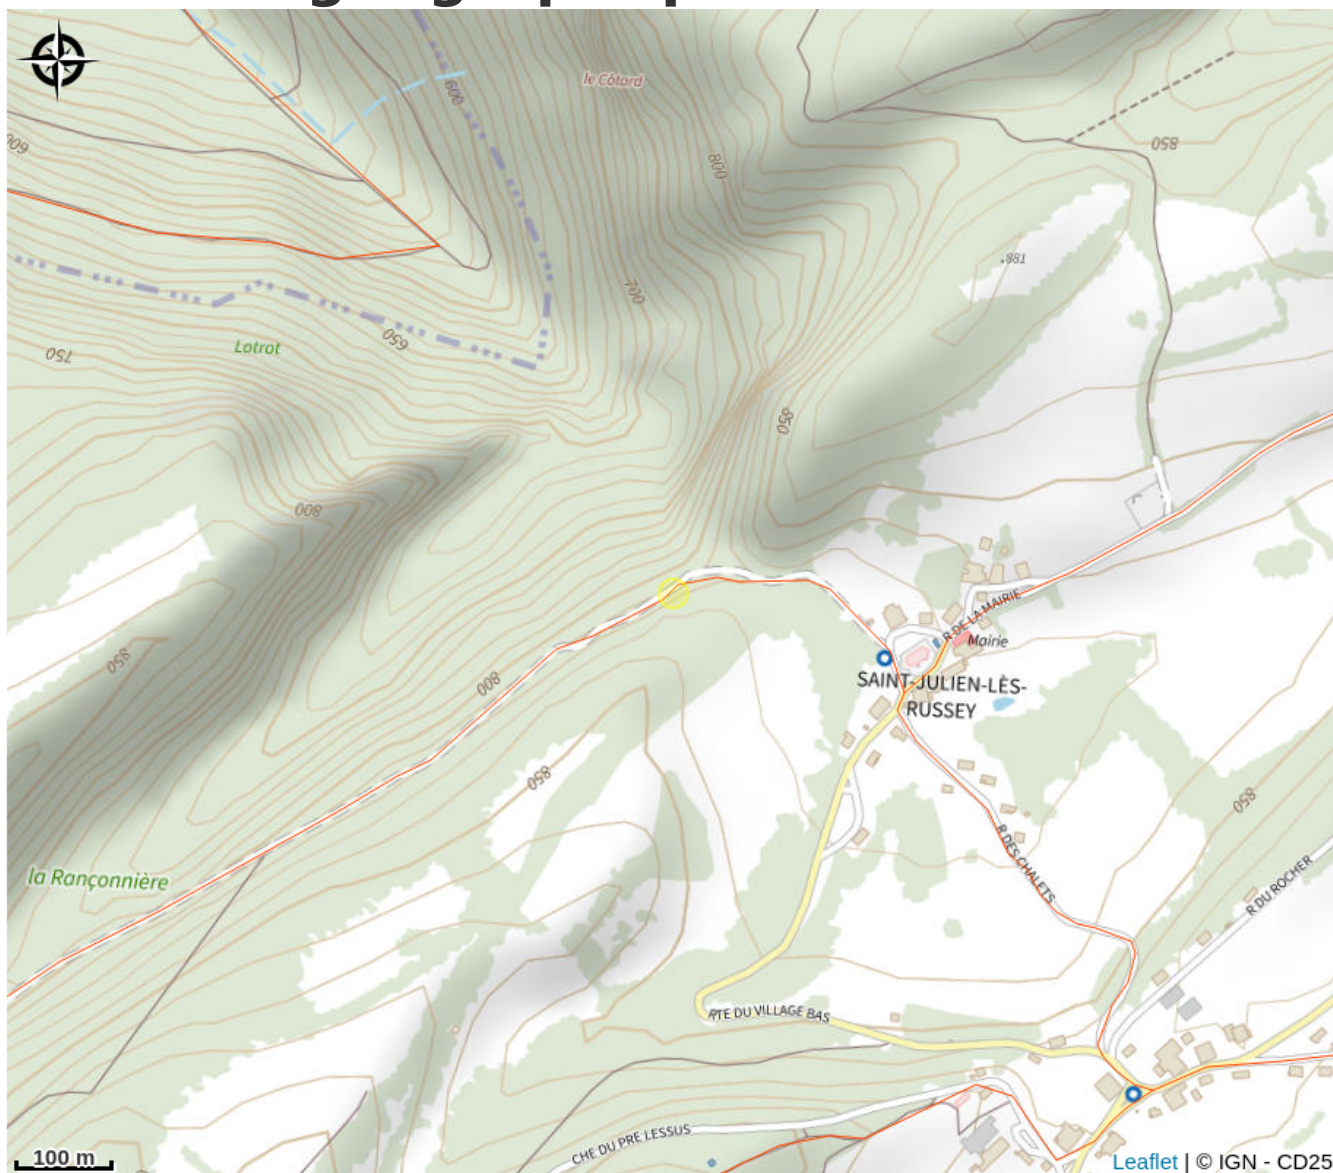 le Côtard
600
600
800
850
.881
700
Lotrot
650
750
850
800
R DE LA MAIRIE
Mairie
850
800
SAINT-JULIEN-LÈS-
RUSSEY
850
850
R DES CHALETS
la Rançonnière
R DU ROCHER
RTE DU VILLAGE BAS
CHE DU PRE LESSUS
100 m
Leaflet | © IGN - CD25